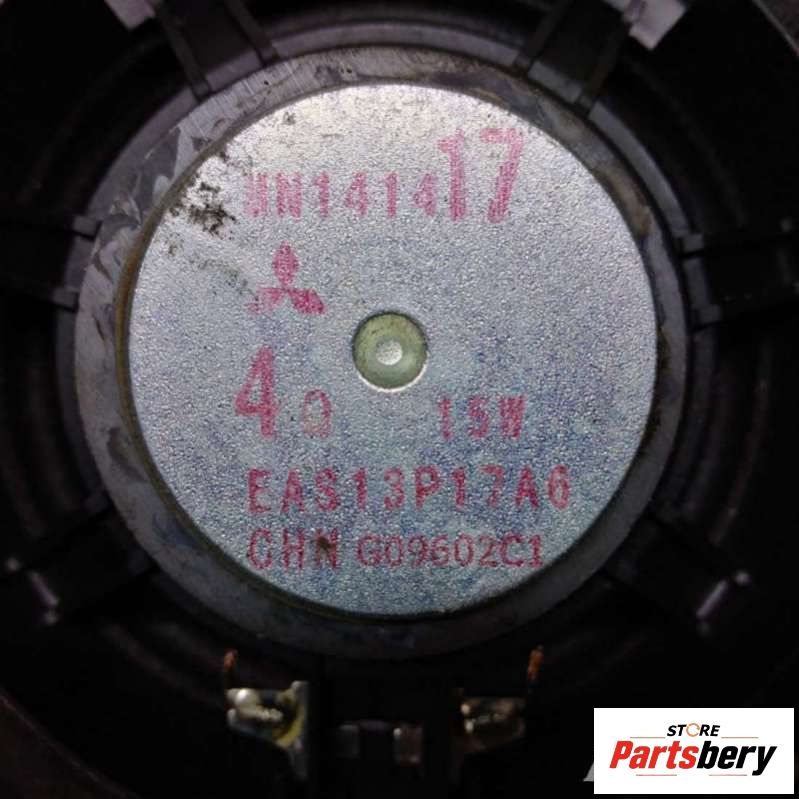 MN141417
4Ω 15W
EAS13P17A6
CHN G09602C1
STORE
Partsbery